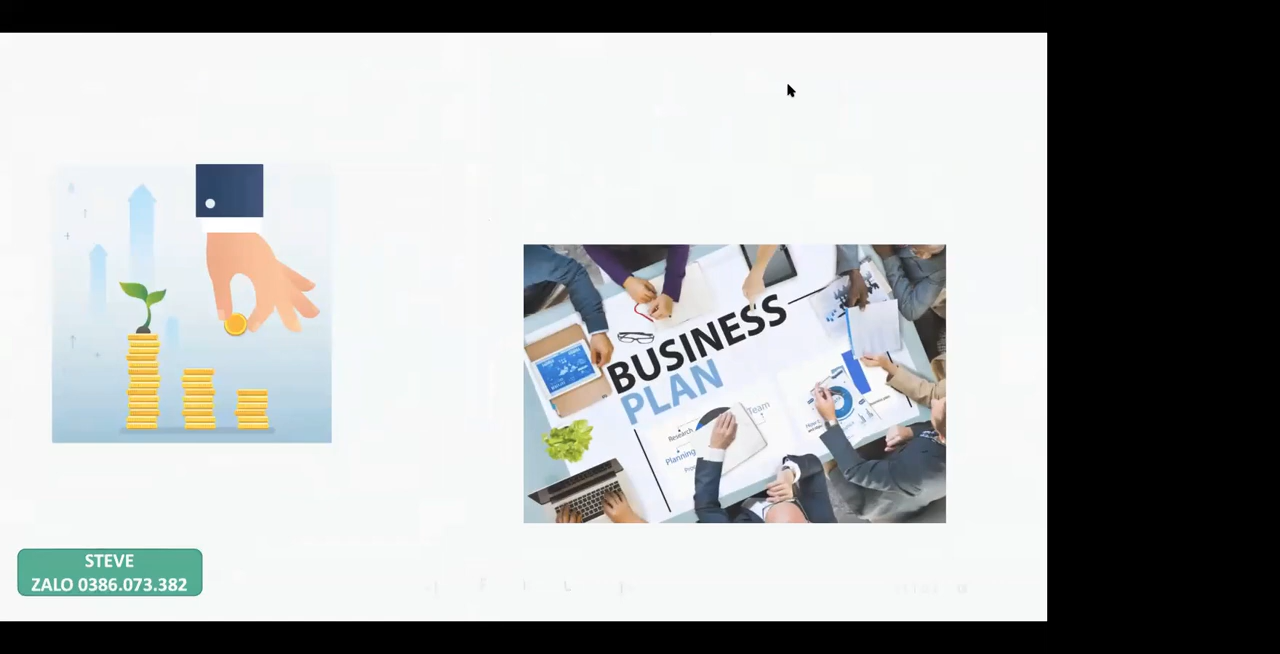 BUSINESS
PLAN
Research
Team
Planning
STEVE
ZALO 0386.073.382